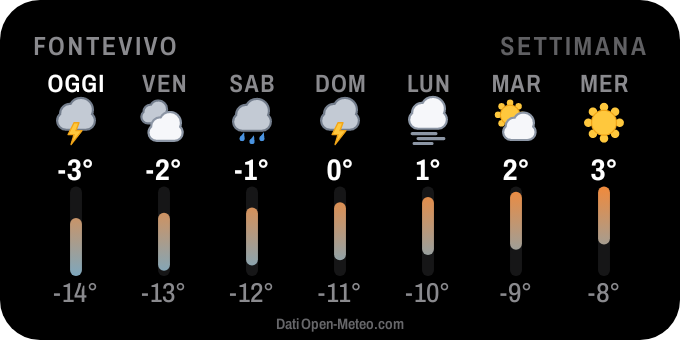 FONTEVIVO SETTIMANA
OGGI VEN SAB DOM LUN MAR MER
-3° -2° -1° 0° 1° 2° 3°
-14° -13° -12° -11° -10° -9° -8°
Dati Open-Meteo.com